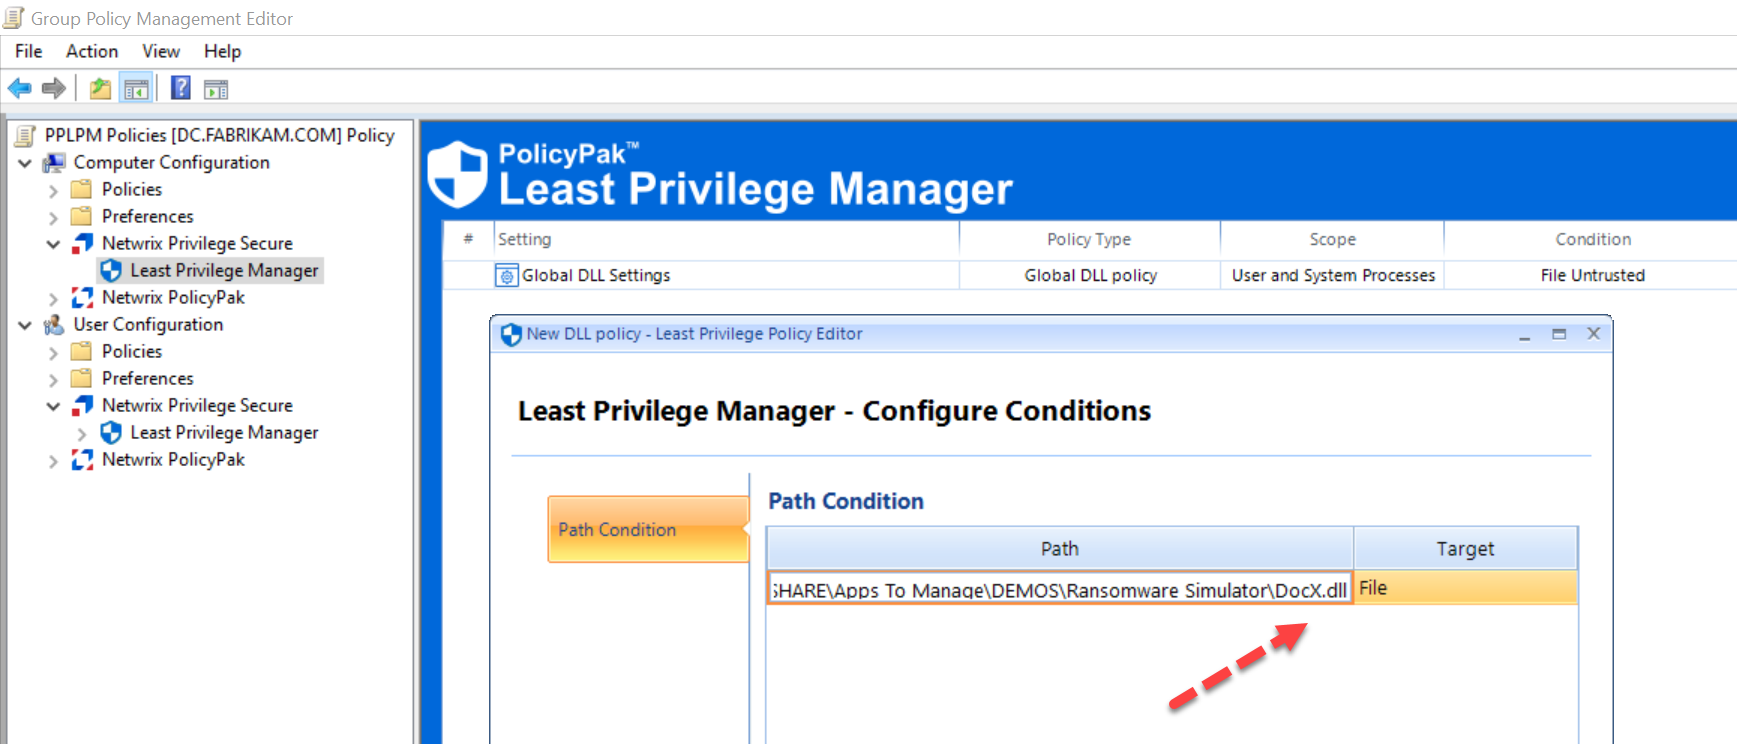 Group Policy Management Editor
File Action View Help
PPLPM Policies [DC.FABRIKAM.COM] Policy
Computer Configuration
Policies
Preferences
Netwrix Privilege Secure
Least Privilege Manager
Netwrix PolicyPak
User Configuration
Policies
Preferences
Netwrix Privilege Secure
Least Privilege Manager
Netwrix PolicyPak
PolicyPak™
Least Privilege Manager
# Setting Policy Type Scope Condition
Global DLL Settings Global DLL policy User and System Processes File Untrusted
New DLL policy - Least Privilege Policy Editor
Least Privilege Manager - Configure Conditions
Path Condition
Path Condition
Path Target
SHARE\Apps To Manage\DEMOS\Ransomware Simulator\DocX.dll File